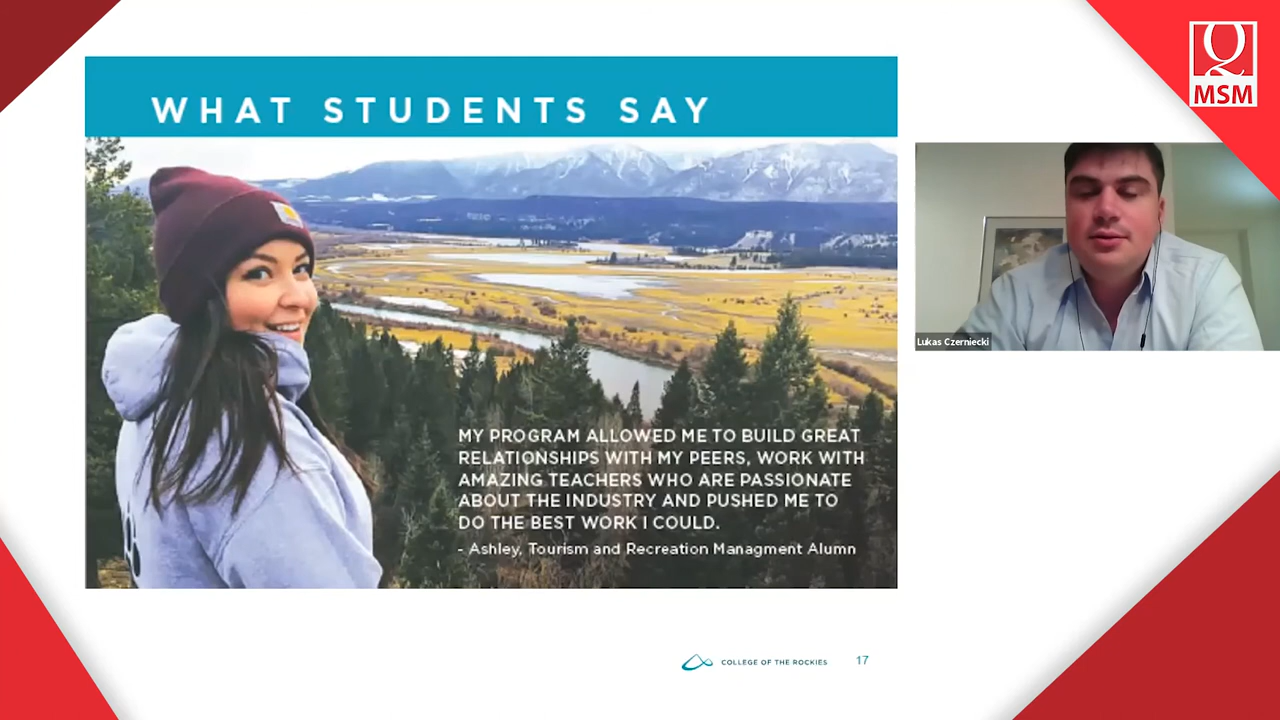 WHAT STUDENTS SAY
MSM
Lukas Czerniecki
MY PROGRAM ALLOWED ME TO BUILD GREAT
RELATIONSHIPS WITH MY PEERS, WORK WITH
AMAZING TEACHERS WHO ARE PASSIONATE
ABOUT THE INDUSTRY AND PUSHED ME TO
DO THE BEST WORK I COULD.
- Ashley, Tourism and Recreation Managment Alumn
COLLEGE OF THE ROCKIES
17